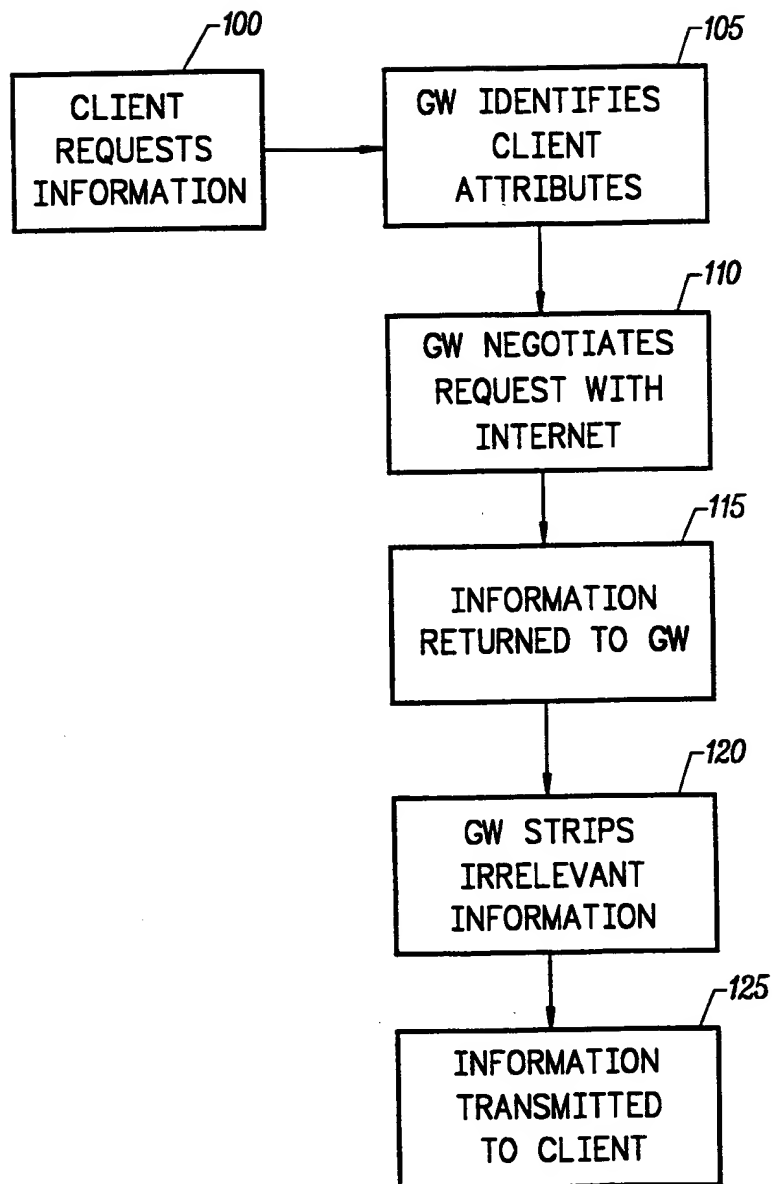 100
CLIENT
REQUESTS
INFORMATION
105
GW IDENTIFIES
CLIENT
ATTRIBUTES
110
GW NEGOTIATES
REQUEST WITH
INTERNET
115
INFORMATION
RETURNED TO GW
120
GW STRIPS
IRRELEVANT
INFORMATION
125
INFORMATION
TRANSMITTED
TO CLIENT